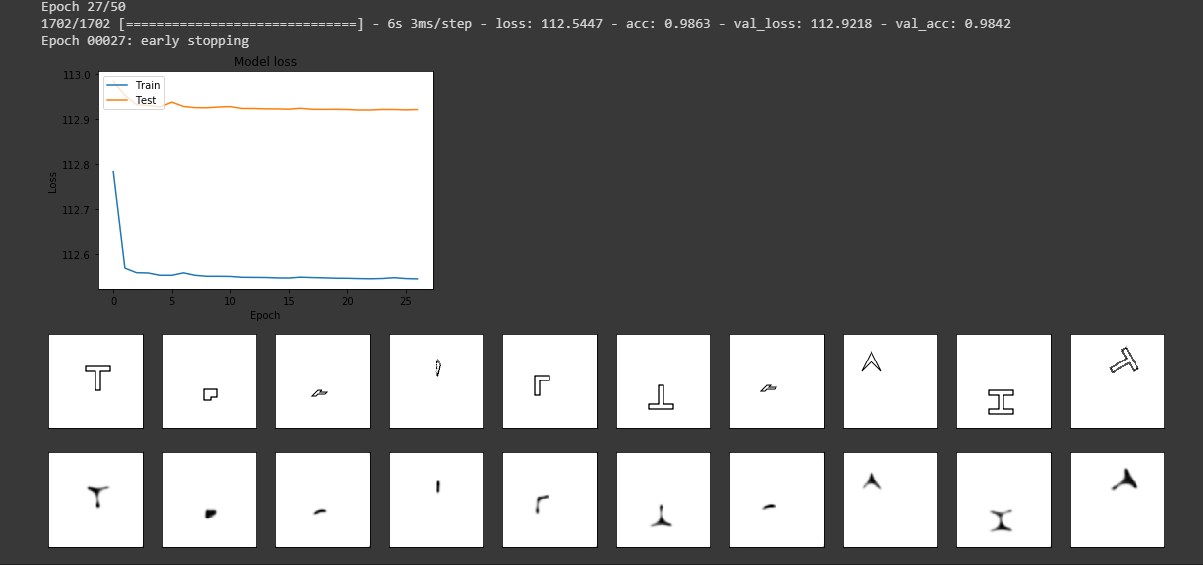 Epoch 27/50
1702/1702 [==============================] - 6s 3ms/step - loss: 112.5447 - acc: 0.9863 - val_loss: 112.9218 - val_acc: 0.9842
Epoch 00027: early stopping
Model loss
Train
Test
113.0
112.9
112.8
112.7
112.6
Loss
0 5 10 15 20 25
Epoch